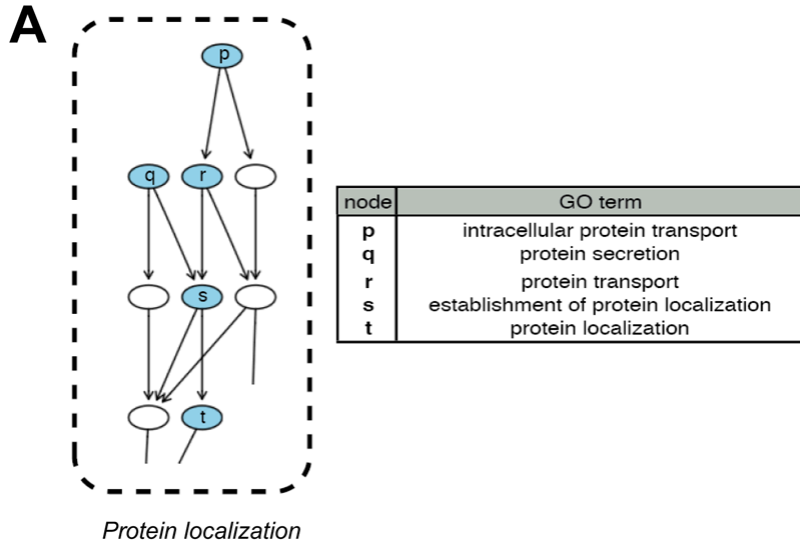 A
p
q r
s
t
Protein localization
node GO term
p intracellular protein transport
q protein secretion
r protein transport
s establishment of protein localization
t protein localization